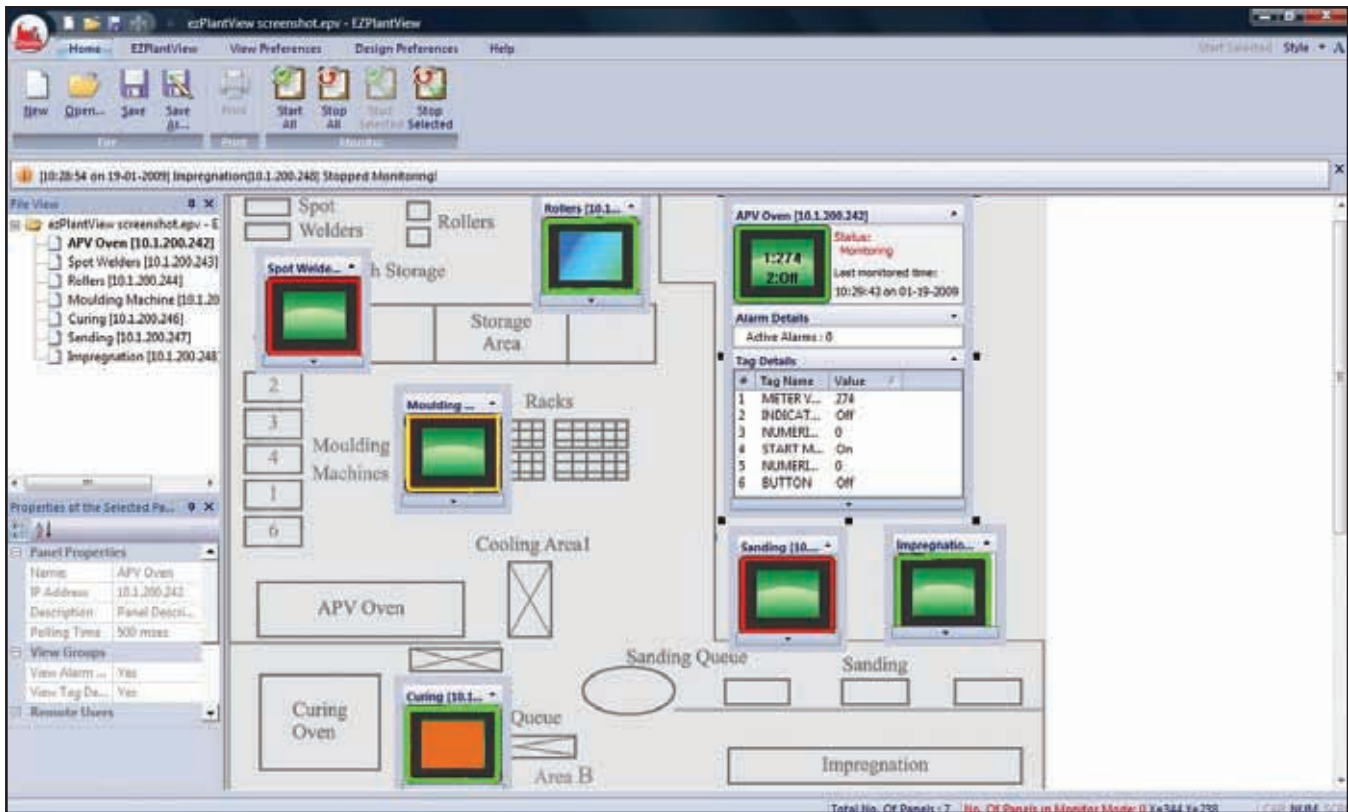 ezPlantView screenshot.epv - EZPlantView
Home EZPlantView View Preferences Design Preferences Help
Start Selected Style A
New Open... Save Save As... Print Start All Stop All Start Selected Stop Selected
Print Monitor
[10:28:54 on 19-01-2009] Impregnation[10.1.200.248] Stopped Monitoring!
File View
ezPlantView screenshot.epv - E
APV Oven [10.1.200.242]
Spot Welders [10.1.200.243]
Rollers [10.1.200.244]
Moulding Machine [10.1.20
Curing [10.1.200.246]
Sending [10.1.200.247]
Impregnation [10.1.200.248]
Properties of the Selected Pa...
Panel Properties
Name APV Oven
IP Address 10.1.200.242
Description Panel Descri...
Polling Time 500 msec
View Groups
View Alarm ... Yes
View Tag De... Yes
Remote Users
Spot
Welders
Rollers
Rollers [10.1...
Spot Welde...
h Storage
Storage
Area
2
3
4
1
6
Moulding
Machines
Moulding ...
Racks
Cooling Area1
APV Oven
Curing
Oven
Curing [10.1...
Queue
Area B
APV Oven [10.1.200.242]
1:274
2:Off
Status:
Monitoring
Last monitored time:
10:29:43 on 01-19-2009
Alarm Details
Active Alarms : 0
Tag Details
# Tag Name Value
1 METER V... 274
2 INDICAT... Off
3 NUMERI... 0
4 START M... On
5 NUMERI... 0
6 BUTTON Off
Sanding [10....
Impregnatio...
Sanding Queue
Sanding
Impregnation
Total No. Of Panels : 7 No. Of Panels in Monitor Mode: 0 X=344 Y=238 CAP NUM SCR